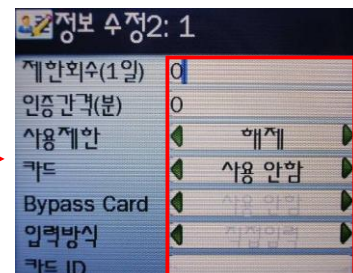 정보 수정2: 1
제한회수(1일) 0
인증간격(분) 0
사용제한 해제
카드 사용 안함
Bypass Card 사용 안함
입력방식 직접입력
카드 ID